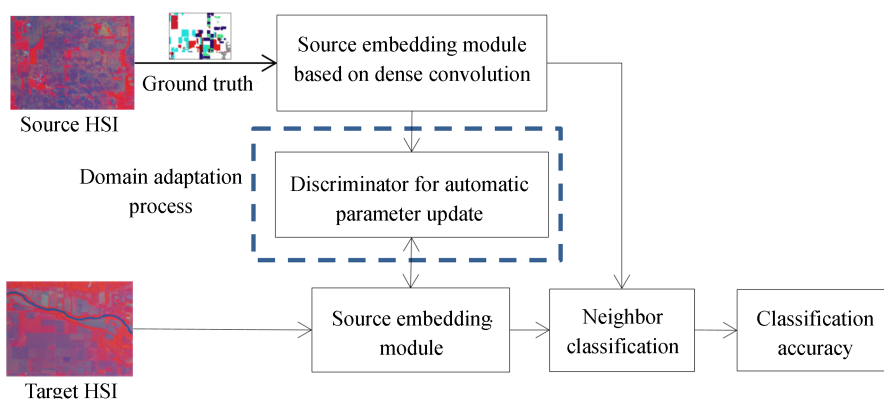 Source embedding module
based on dense convolution
Ground truth
Source HSI
Domain adaptation
process
Discriminator for automatic
parameter update
Source embedding
module
Neighbor
classification
Classification
accuracy
Target HSI